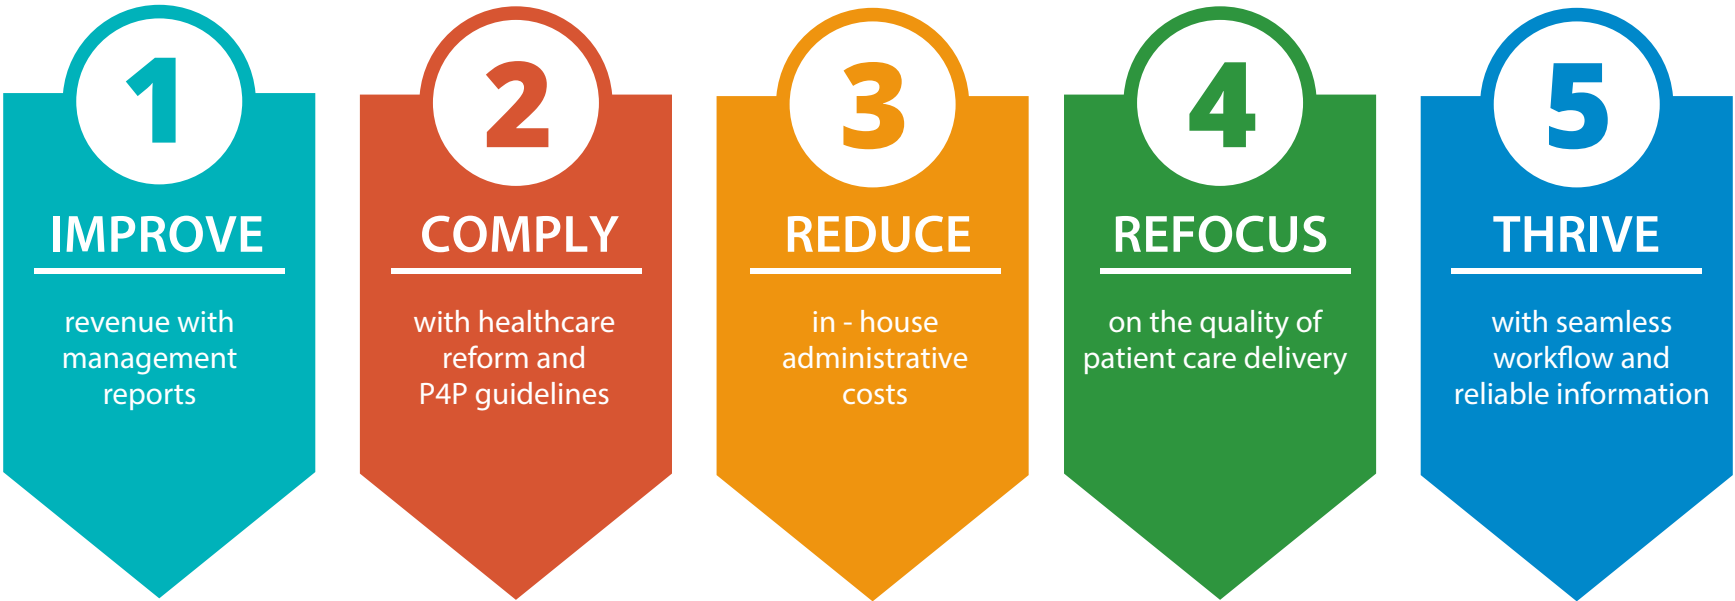 1
IMPROVE
revenue with
management
reports
2
COMPLY
with healthcare
reform and
P4P guidelines
3
REDUCE
in - house
administrative
costs
4
REFOCUS
on the quality of
patient care delivery
5
THRIVE
with seamless
workflow and
reliable information